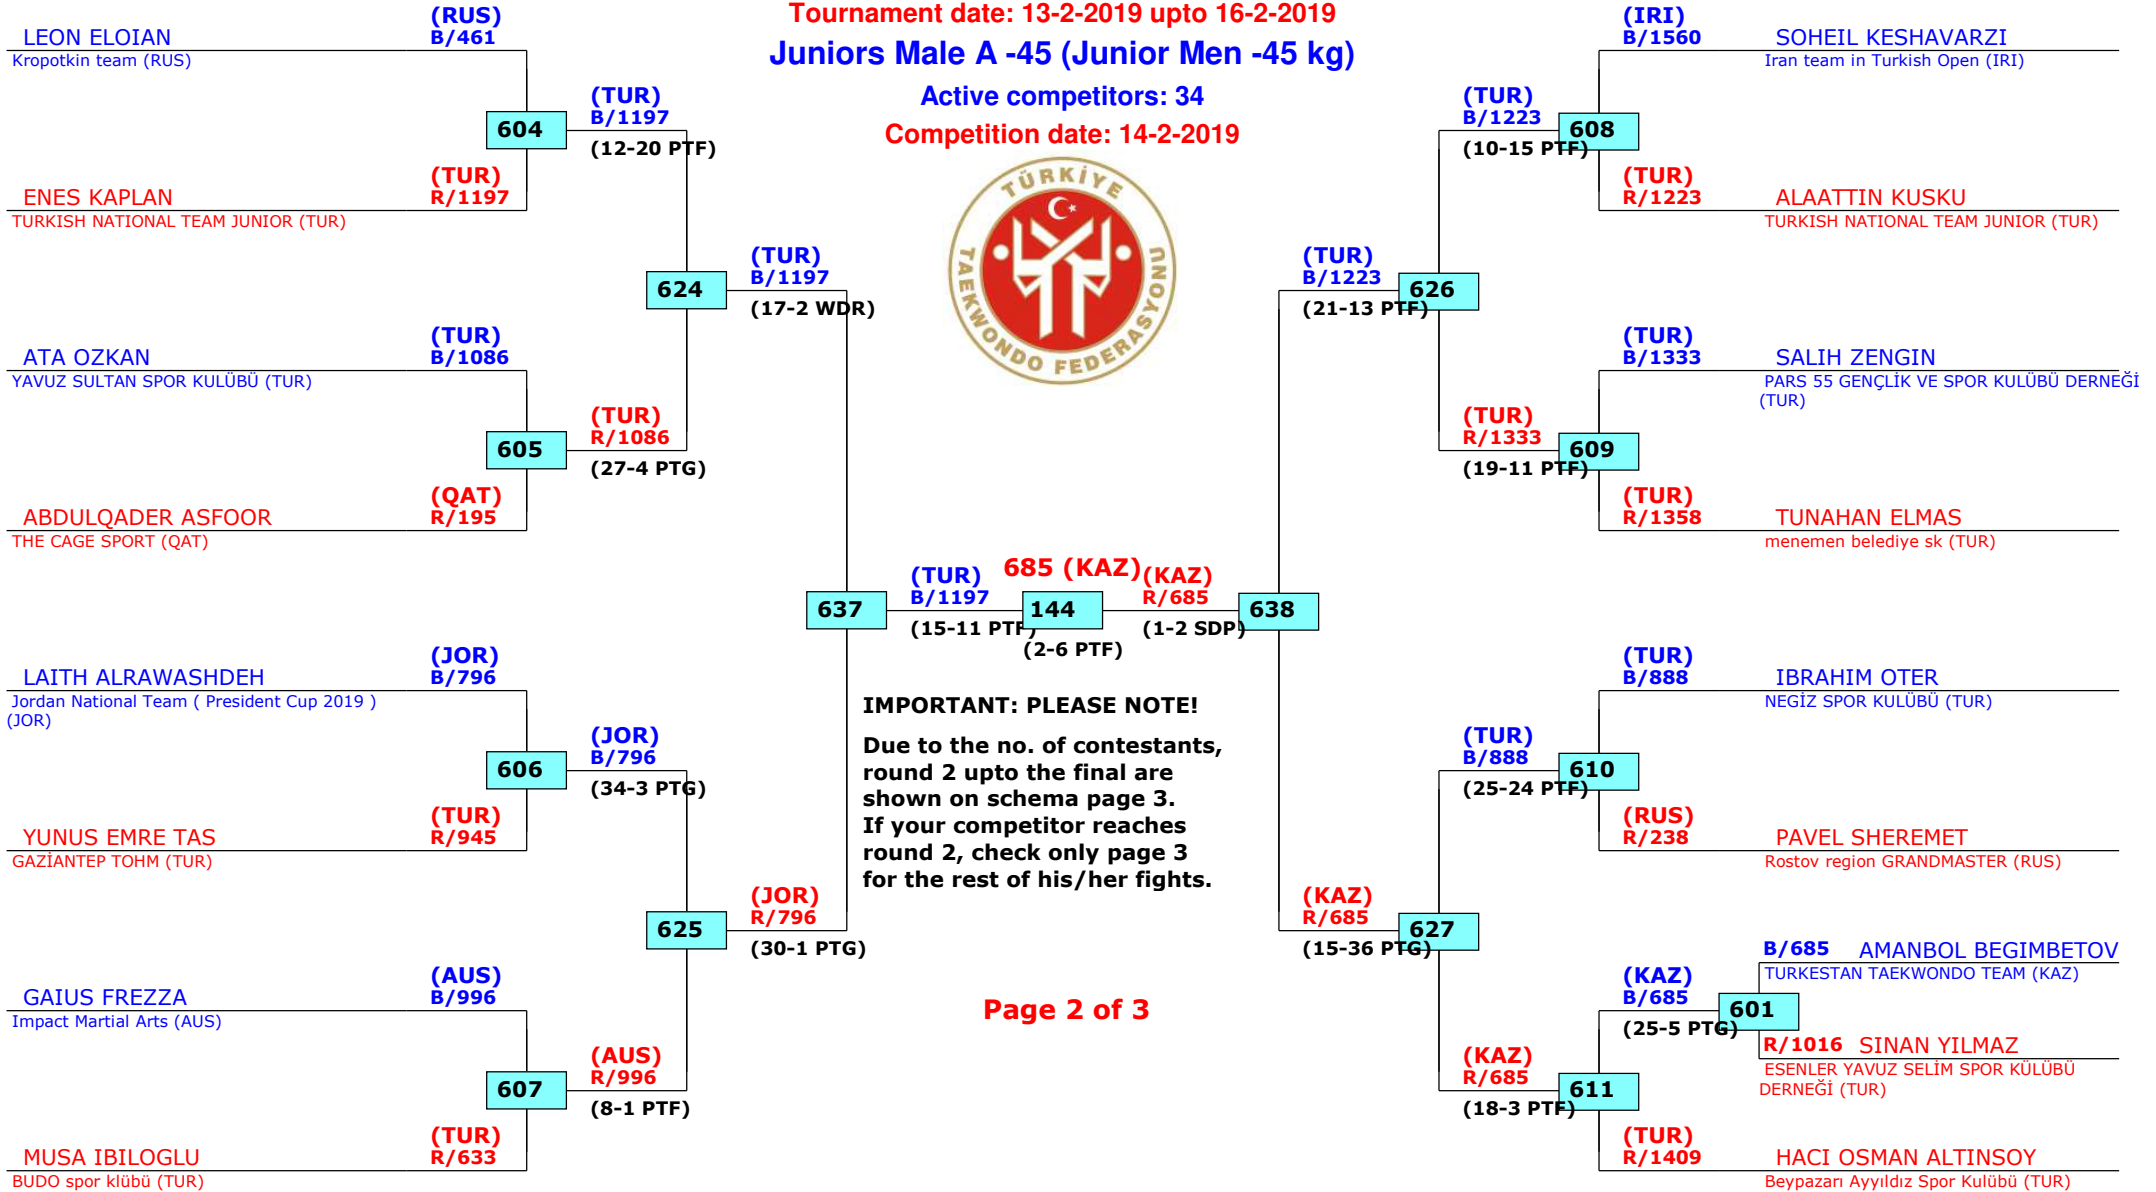 Tournament date: 13-2-2019 upto 16-2-2019
Juniors Male A -45 (Junior Men -45 kg)
Active competitors: 34
Competition date: 14-2-2019
TÜRKİYE
TAEKWONDO FEDERASYONU
(RUS)
LEON ELOIAN B/461
Kropotkin team (RUS)
604
(TUR)
B/1197
(12-20 PTF)
(TUR)
ENES KAPLAN R/1197
TURKISH NATIONAL TEAM JUNIOR (TUR)
624
(TUR)
B/1197
(17-2 WDR)
(TUR)
ATA OZKAN B/1086
YAVUZ SULTAN SPOR KULÜBÜ (TUR)
605
(TUR)
R/1086
(27-4 PTG)
(QAT)
ABDULQADER ASFOOR R/195
THE CAGE SPORT (QAT)
637
(TUR)
B/1197
(15-11 PTF)
685 (KAZ)
144
(2-6 PTF)
(KAZ)
R/685
(1-2 SDP)
638
(JOR)
LAITH ALRAWASHDEH B/796
Jordan National Team ( President Cup 2019 )
(JOR)
606
(JOR)
B/796
(34-3 PTG)
(TUR)
YUNUS EMRE TAS R/945
GAZİANTEP TOHM (TUR)
625
(JOR)
R/796
(30-1 PTG)
(AUS)
GAIUS FREZZA B/996
Impact Martial Arts (AUS)
607
(AUS)
R/996
(8-1 PTF)
(TUR)
MUSA IBILOGLU R/633
BUDO spor klübü (TUR)
IMPORTANT: PLEASE NOTE!
Due to the no. of contestants,
round 2 upto the final are
shown on schema page 3.
If your competitor reaches
round 2, check only page 3
for the rest of his/her fights.
Page 2 of 3
(IRI)
B/1560 SOHEIL KESHAVARZI
Iran team in Turkish Open (IRI)
(TUR)
B/1223
(10-15 PTF)
608
(TUR)
R/1223 ALAATTIN KUSKU
TURKISH NATIONAL TEAM JUNIOR (TUR)
(TUR)
B/1223
(21-13 PTF)
626
(TUR)
B/1333 SALIH ZENGIN
PARS 55 GENÇLİK VE SPOR KULÜBÜ DERNEĞİ
(TUR)
(TUR)
R/1333
(19-11 PTF)
609
(TUR)
R/1358 TUNAHAN ELMAS
menemen belediye sk (TUR)
(TUR)
B/888 IBRAHIM OTER
NEGİZ SPOR KULÜBÜ (TUR)
(TUR)
B/888
(25-24 PTF)
610
(RUS)
R/238 PAVEL SHEREMET
Rostov region GRANDMASTER (RUS)
(KAZ)
R/685
(15-36 PTG)
627
B/685 AMANBOL BEGIMBETOV
TURKESTAN TAEKWONDO TEAM (KAZ)
(KAZ)
B/685
(25-5 PTG)
601
R/1016 SINAN YILMAZ
ESENLER YAVUZ SELİM SPOR KÜLÜBÜ
DERNEĞİ (TUR)
(KAZ)
R/685
(18-3 PTF)
611
(TUR)
R/1409 HACI OSMAN ALTINSOY
Beypazarı Ayyıldız Spor Kulübü (TUR)